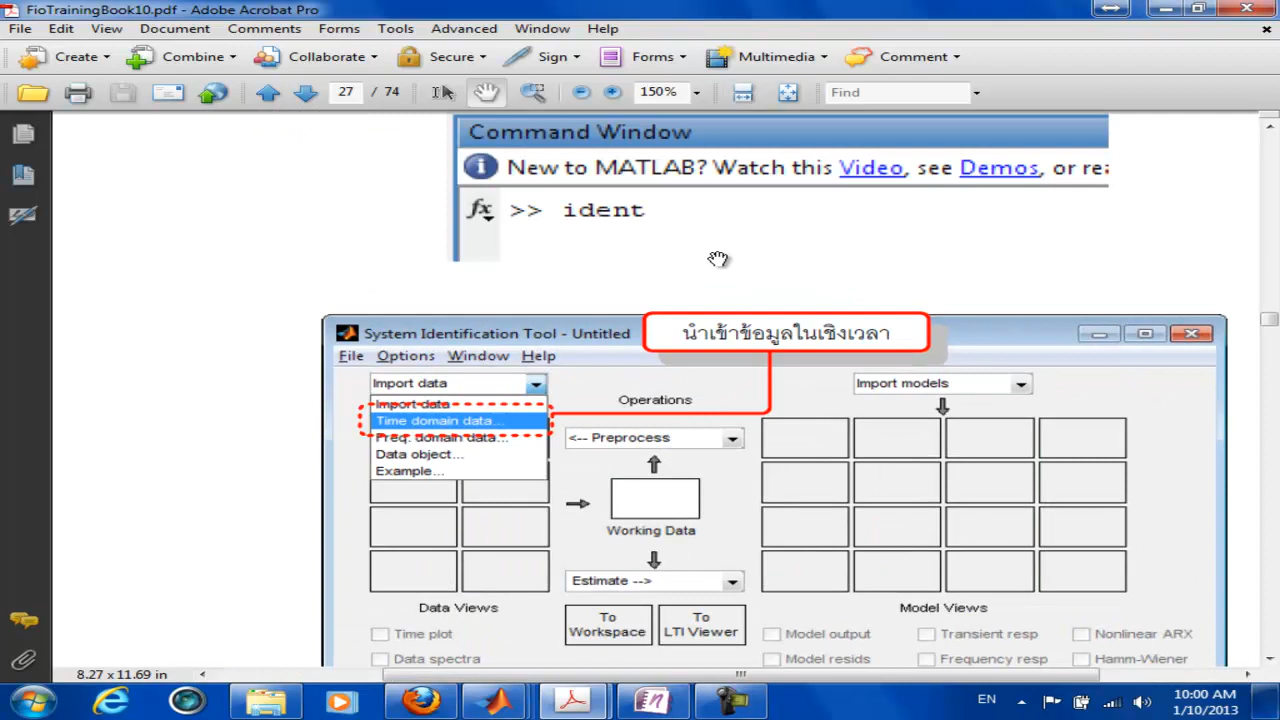 FioTrainingBook10.pdf - Adobe Acrobat Pro
File Edit View Document Comments Forms Tools Advanced Window Help
Create Combine Collaborate Secure Sign Forms Multimedia Comment
27 / 74 150% Find
Command Window
New to MATLAB? Watch this Video, see Demos, or re
fx >> ident
System Identification Tool - Untitled
นำเข้าข้อมูลในเชิงเวลา
File Options Window Help
Import data
Import models
Import data
Operations
Time domain data...
Freq. domain data...
<-- Preprocess
Data object...
Example...
Working Data
Estimate -->
Data Views
To Workspace
To LTI Viewer
Model Views
Time plot
Model output
Transient resp
Nonlinear ARX
Data spectra
Model resids
Frequency resp
Hamm-Wiener
8.27 x 11.69 in
EN
10:00 AM
1/10/2013